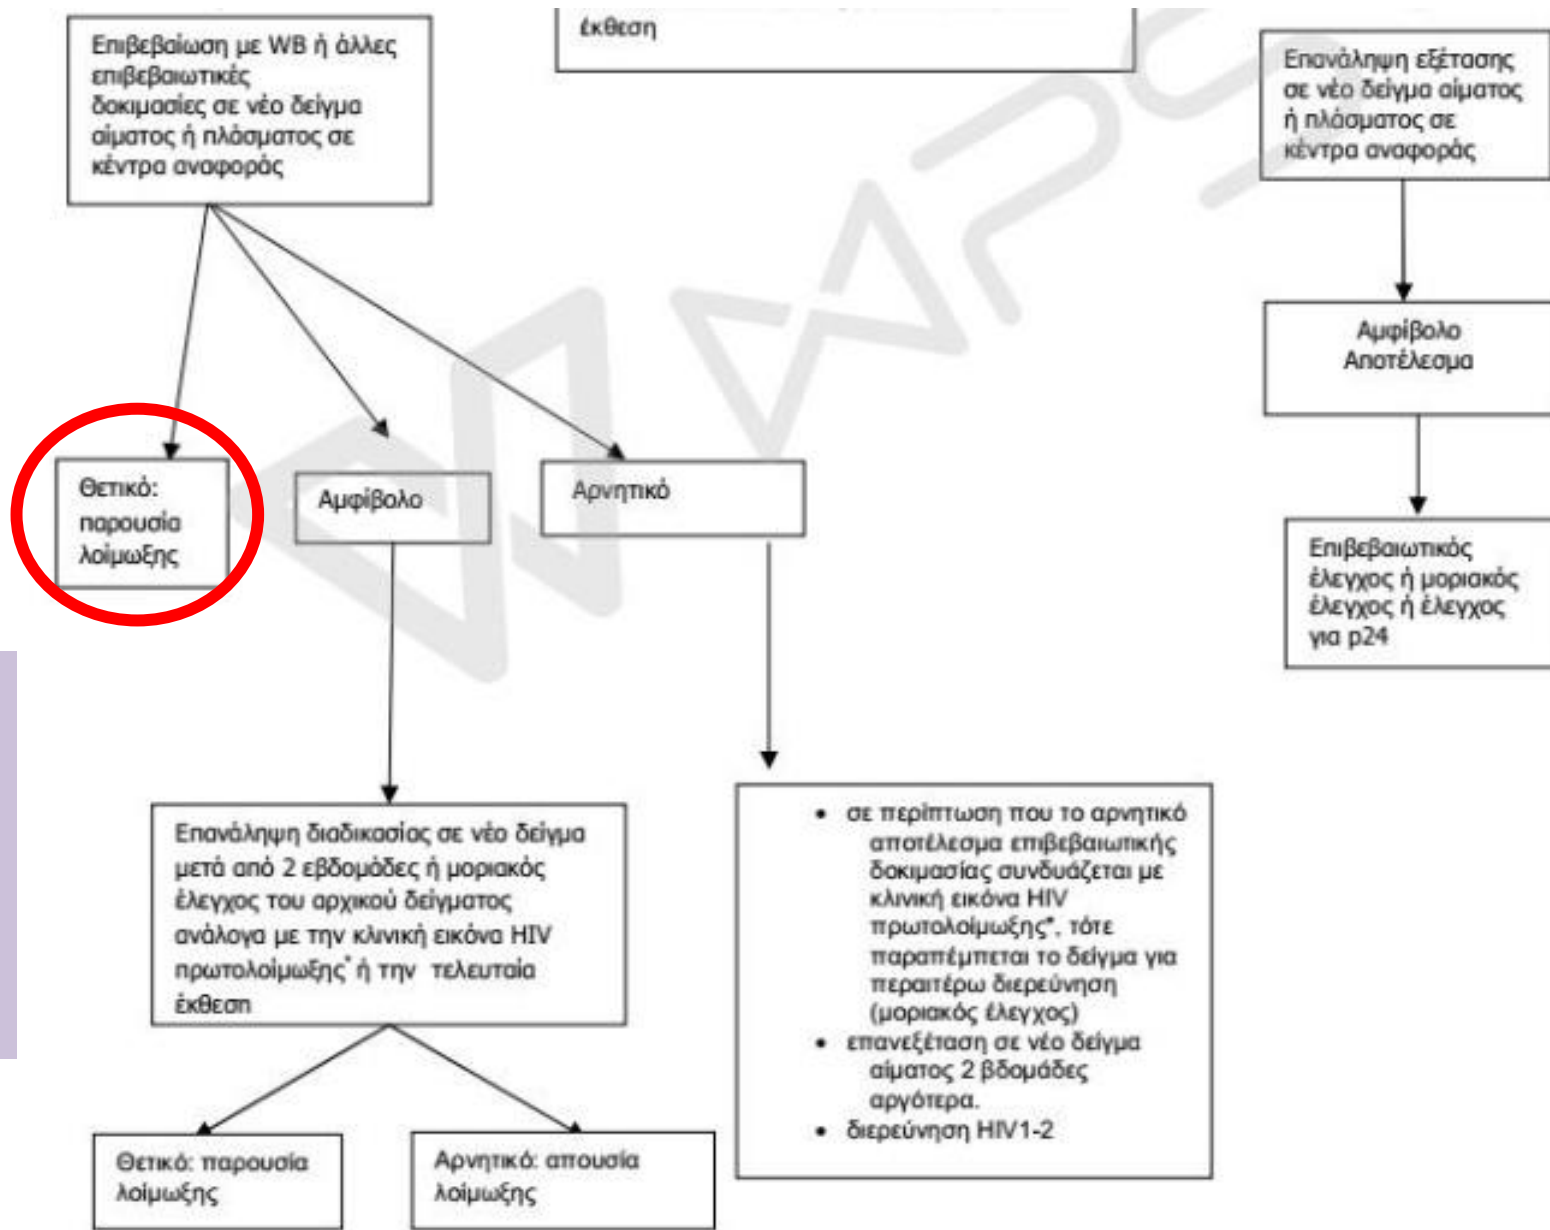 έκθεση
Επιβεβαίωση με WB ή άλλες
επιβεβαιωτικές
δοκιμασίες σε νέο δείγμα
αίματος ή πλάσματος σε
κέντρα αναφοράς
Επανάληψη εξέτασης
σε νέο δείγμα αίματος
ή πλάσματος σε
κέντρα αναφοράς
Αμφίβολο
Αποτέλεσμα
Θετικό:
παρουσία
λοίμωξης
Αμφίβολο
Αρνητικό
Επιβεβαιωτικός
έλεγχος ή μοριακός
έλεγχος ή έλεγχος
για p24
Επανάληψη διαδικασίας σε νέο δείγμα
μετά από 2 εβδομάδες ή μοριακός
έλεγχος του αρχικού δείγματος
ανάλογα με την κλινική εικόνα HIV
πρωτολοίμωξης* ή την τελευταία
έκθεση
• σε περίπτωση που το αρνητικό
αποτέλεσμα επιβεβαιωτικής
δοκιμασίας συνδυάζεται με
κλινική εικόνα HIV
πρωτολοίμωξης*, τότε
παραπέμπεται το δείγμα για
περαιτέρω διερεύνηση
(μοριακός έλεγχος)
• επανεξέταση σε νέο δείγμα
αίματος 2 βδομάδες
αργότερα.
• διερεύνηση HIV1-2
Θετικό: παρουσία
λοίμωξης
Αρνητικό: απουσία
λοίμωξης